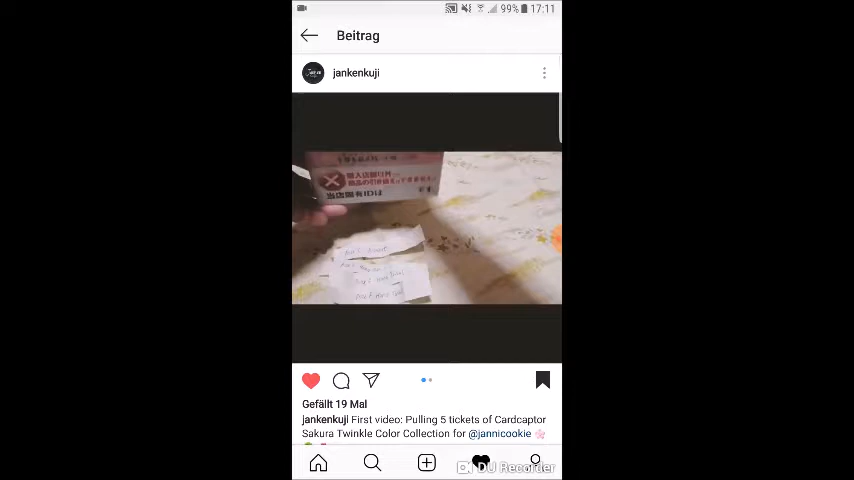 99% 17:11
Beitrag
jankenkuji
Gefällt 19 Mal
jankenkuji First video: Pulling 5 tickets of Cardcaptor
Sakura Twinkle Color Collection for @jannicookie
DU Recorder